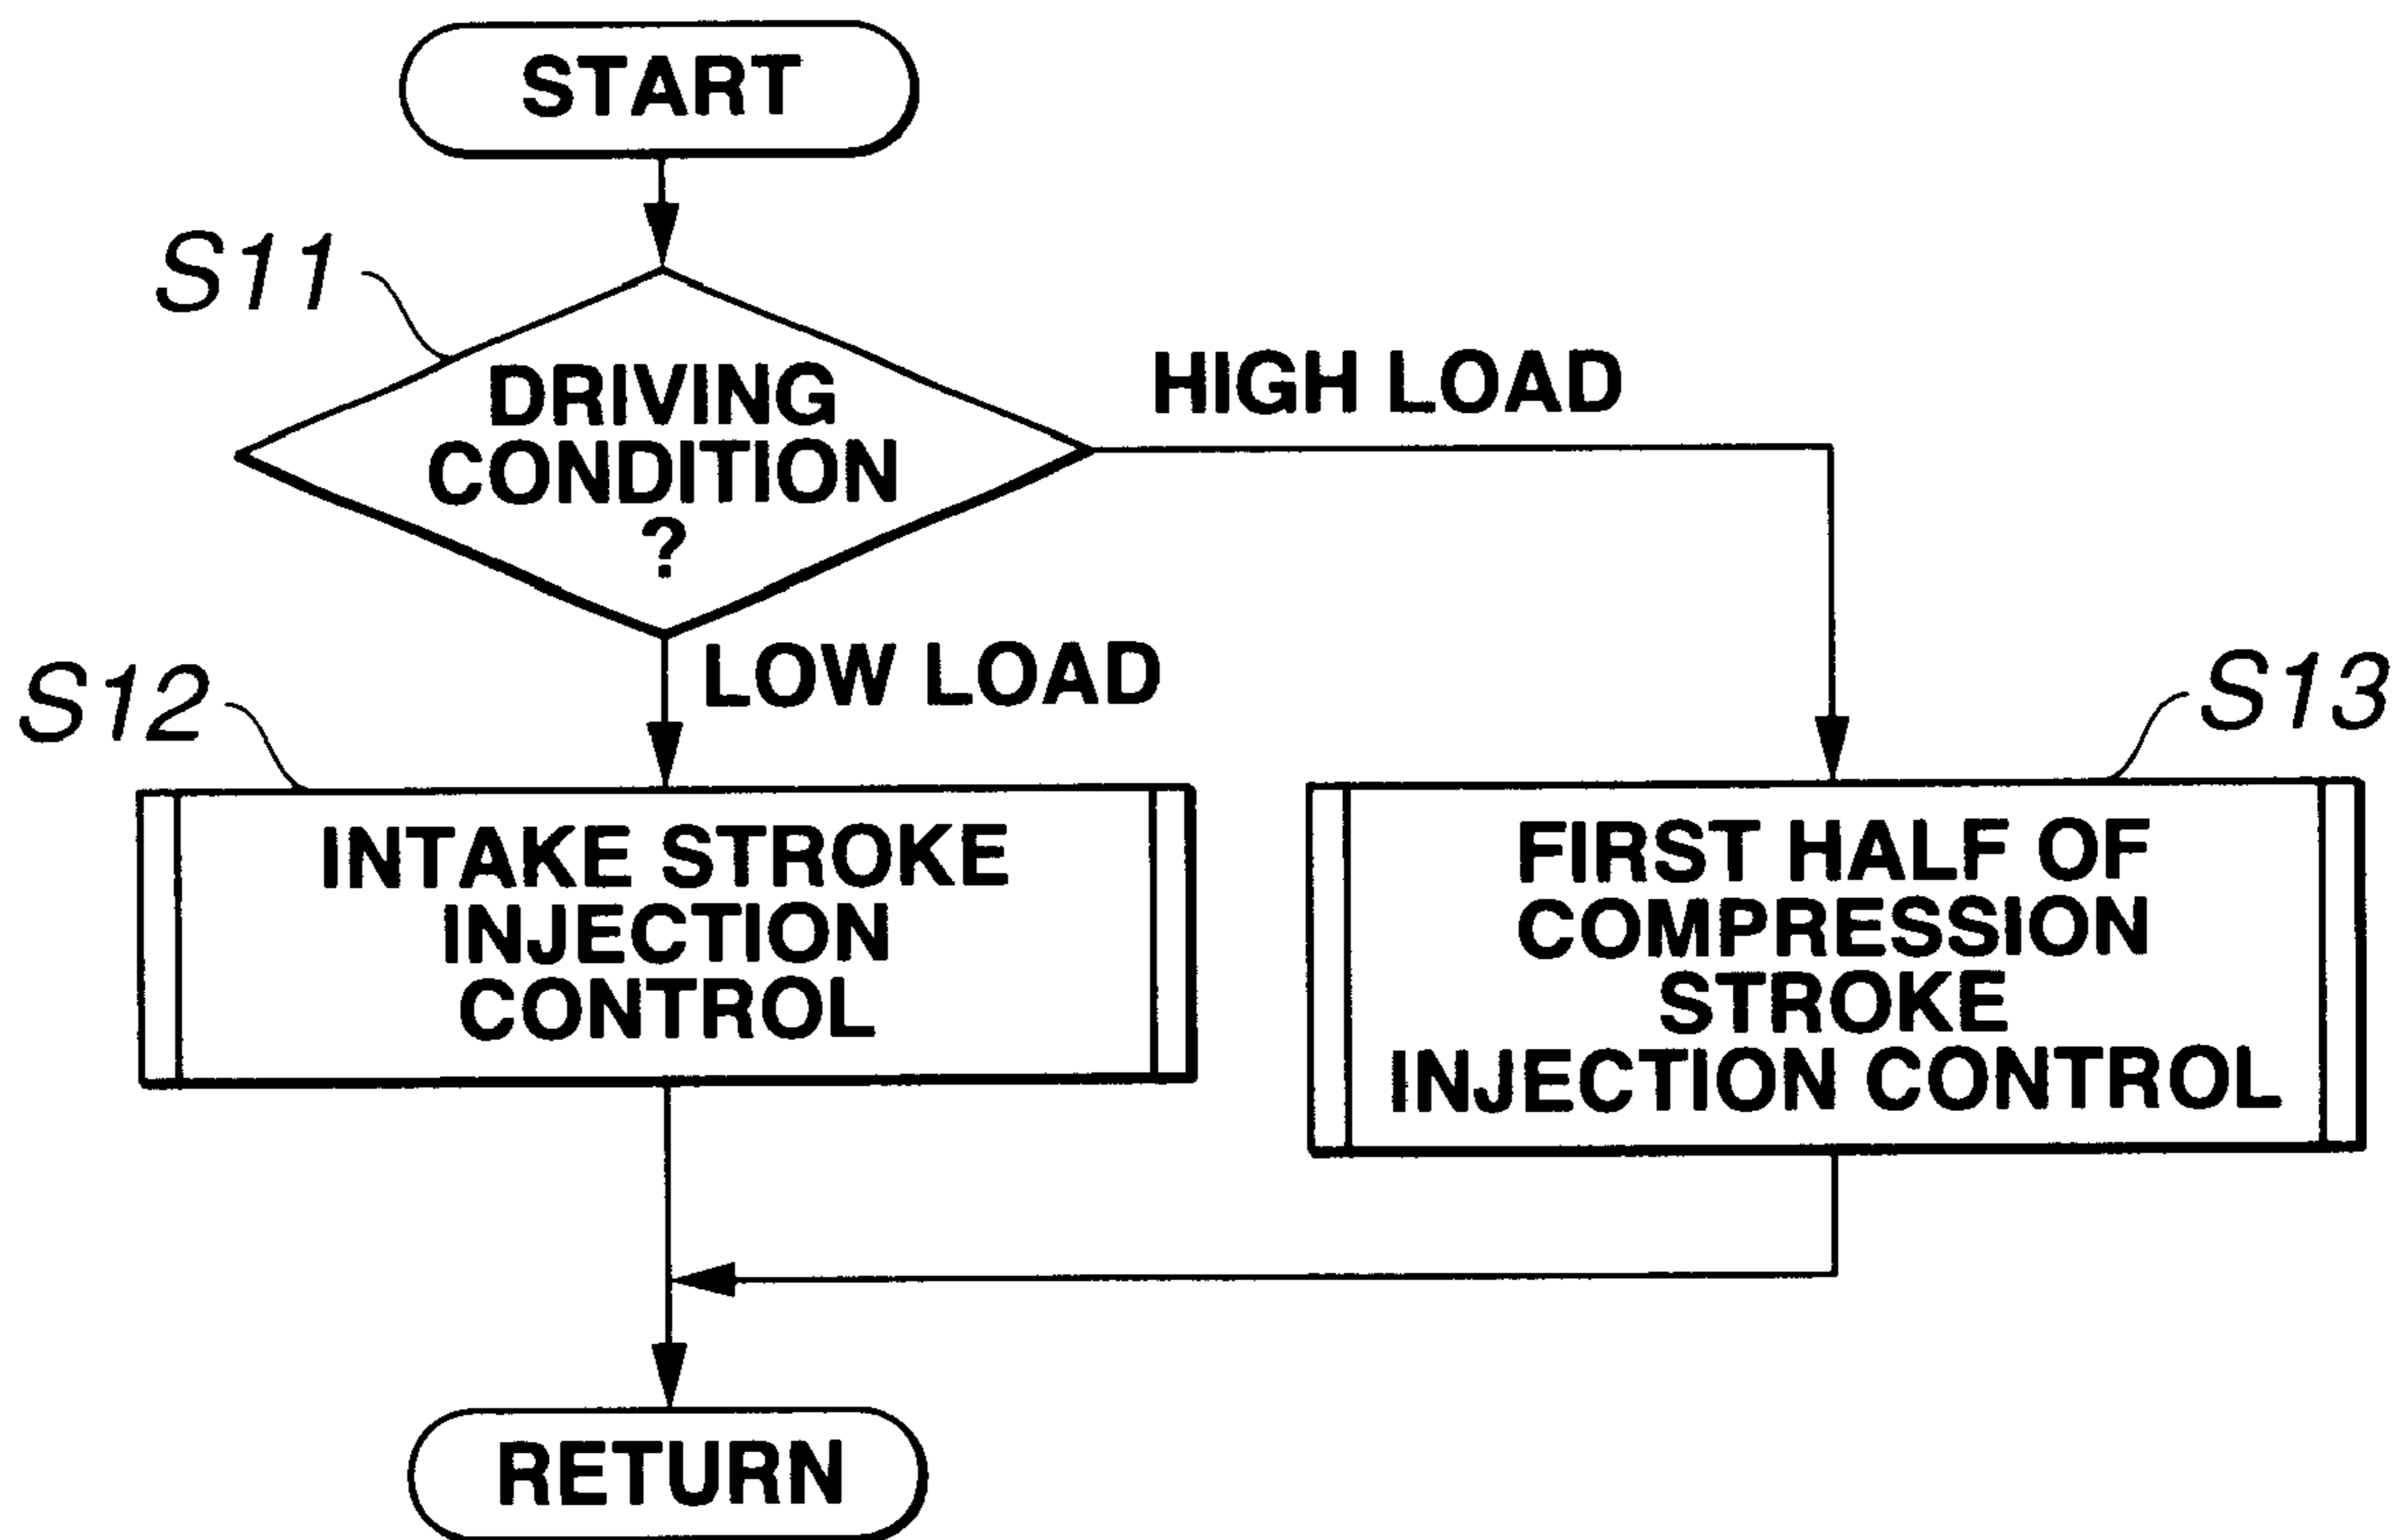 START
S11
DRIVING
CONDITION
?
HIGH LOAD
LOW LOAD
S12
S13
INTAKE STROKE
INJECTION
CONTROL
FIRST HALF OF
COMPRESSION
STROKE
INJECTION CONTROL
RETURN